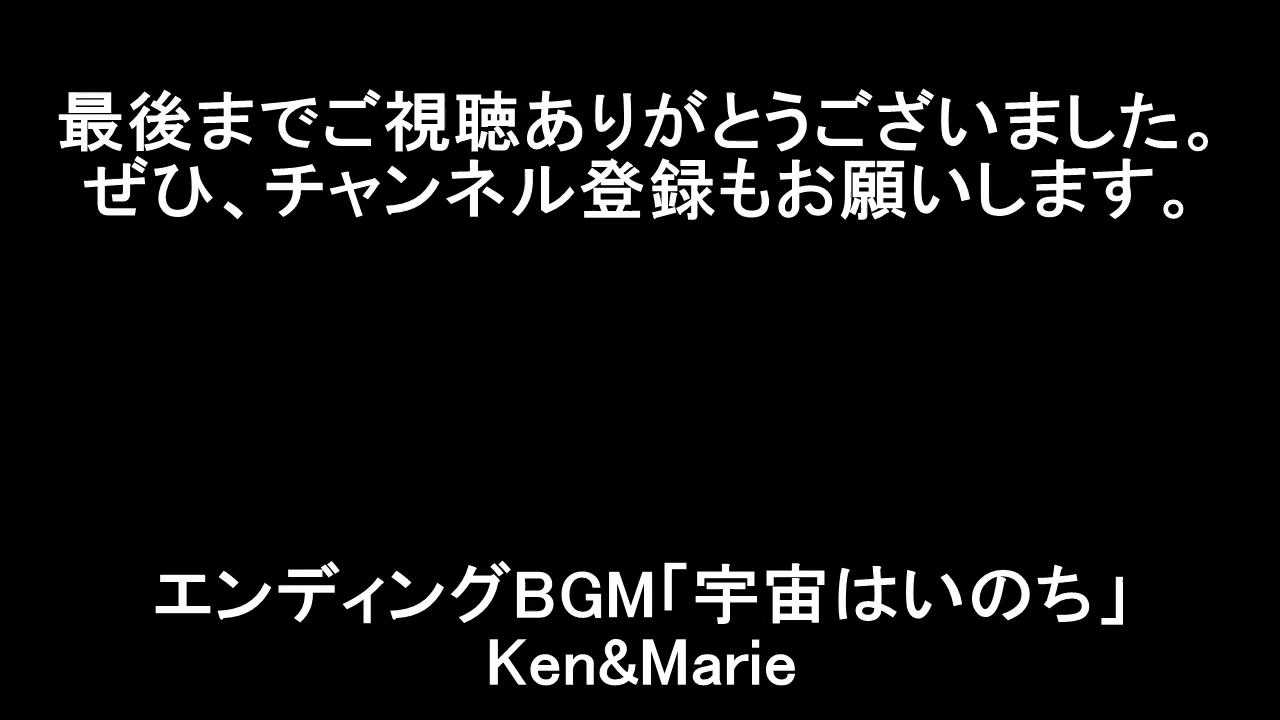 最後までご視聴ありがとうございました。
ぜひ、チャンネル登録もお願いします。
エンディングBGM「宇宙はいのち」
Ken&Marie